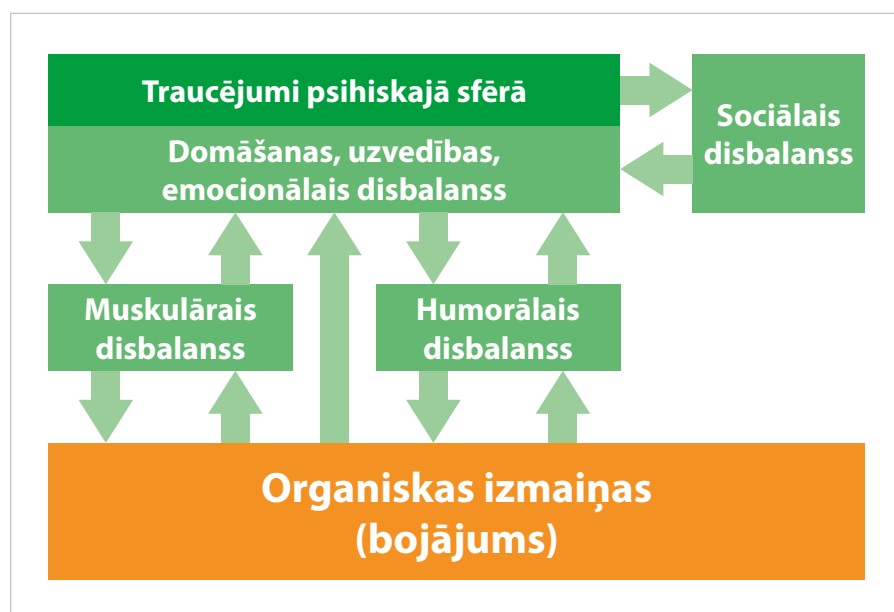 Traucējumi psihiskajā sfērā
Domāšanas, uzvedības,
emocionālais disbalanss
Sociālais
disbalanss
Muskulārais
disbalanss
Humorālais
disbalanss
Organiskas izmaiņas
(bojājums)